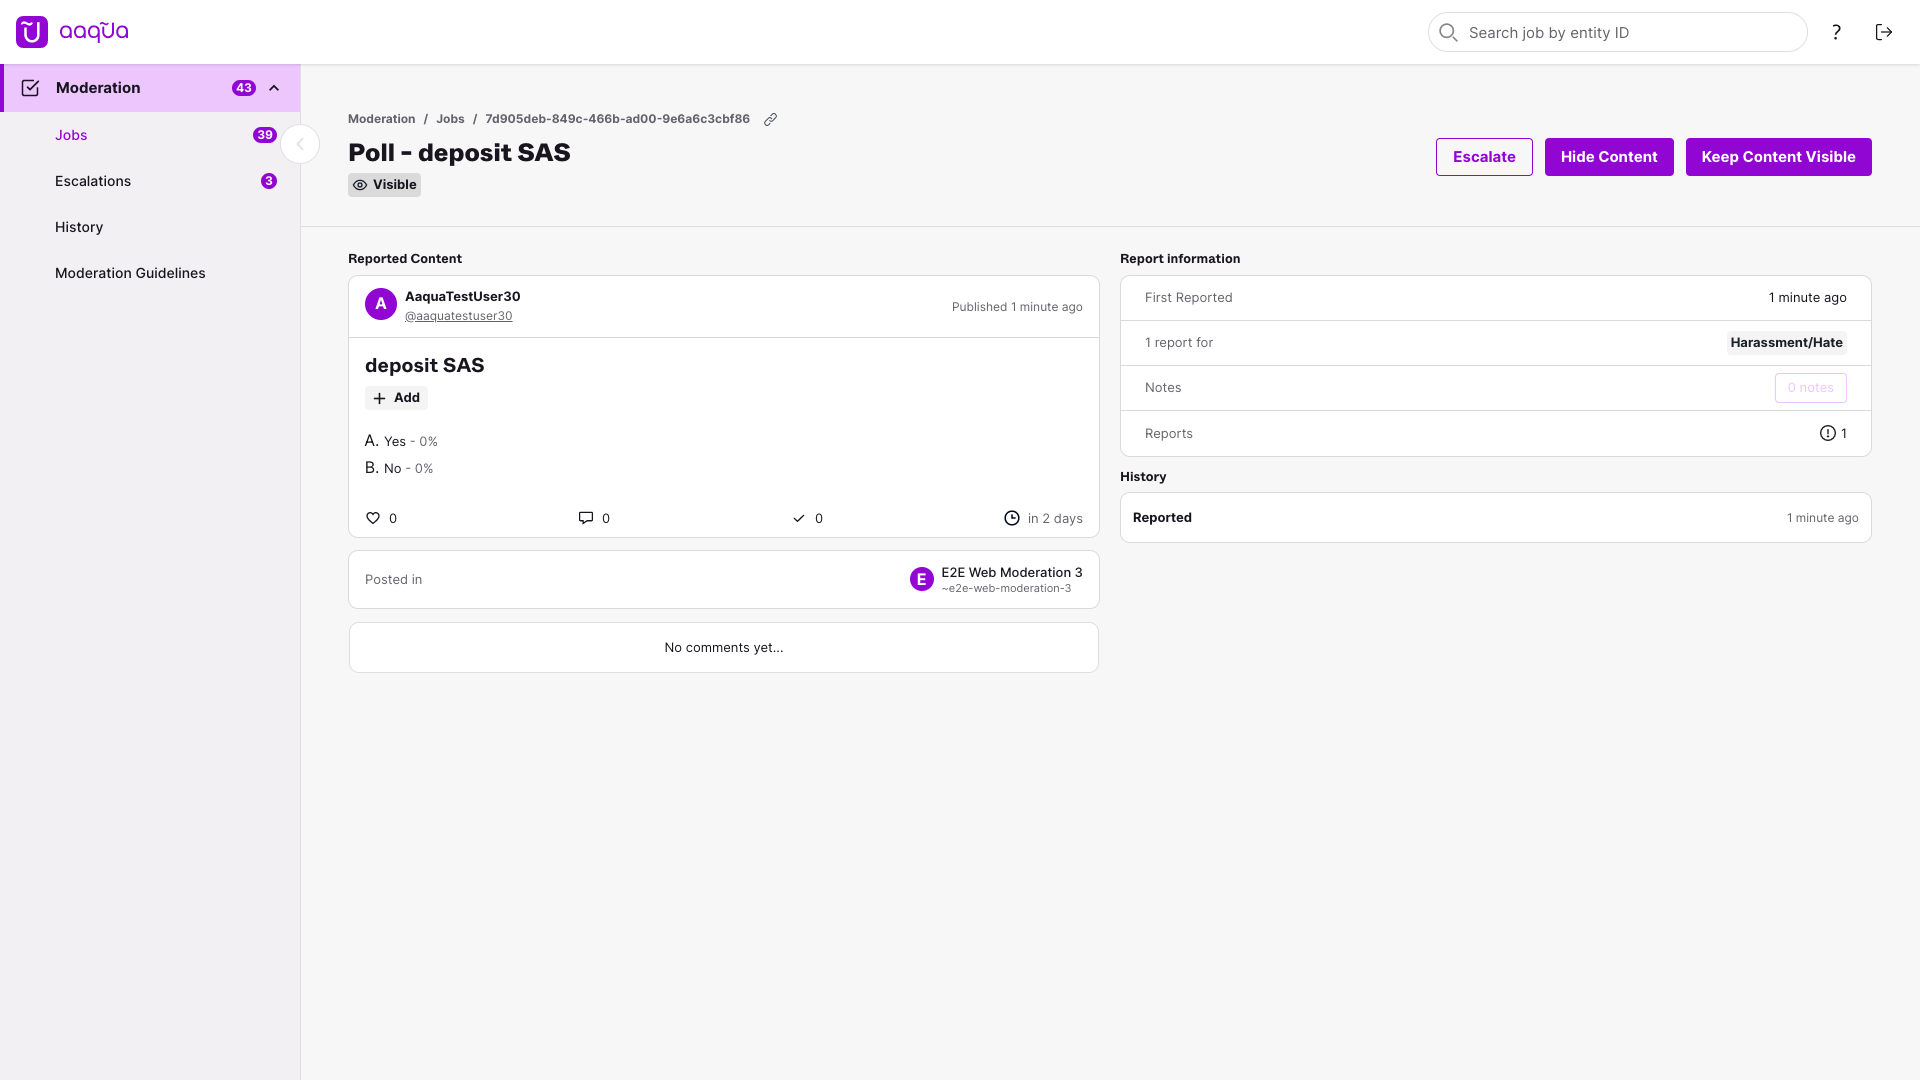 aaqũa
Search job by entity ID
?
Moderation
43
Jobs
39
Escalations
3
History
Moderation Guidelines
Moderation / Jobs / 7d905deb-849c-466b-ad00-9e6a6c3cbf86
Poll - deposit SAS
Visible
Escalate
Hide Content
Keep Content Visible
Reported Content
A
AaquaTestUser30
@aaquatestuser30
Published 1 minute ago
deposit SAS
Add
A. Yes - 0%
B. No - 0%
0
0
0
in 2 days
Posted in
E
E2E Web Moderation 3
~e2e-web-moderation-3
No comments yet...
Report information
First Reported
1 minute ago
1 report for
Harassment/Hate
Notes
0 notes
Reports
1
History
Reported
1 minute ago